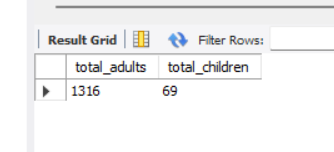 Result Grid Filter Rows:
total_adults total_children
1316 69